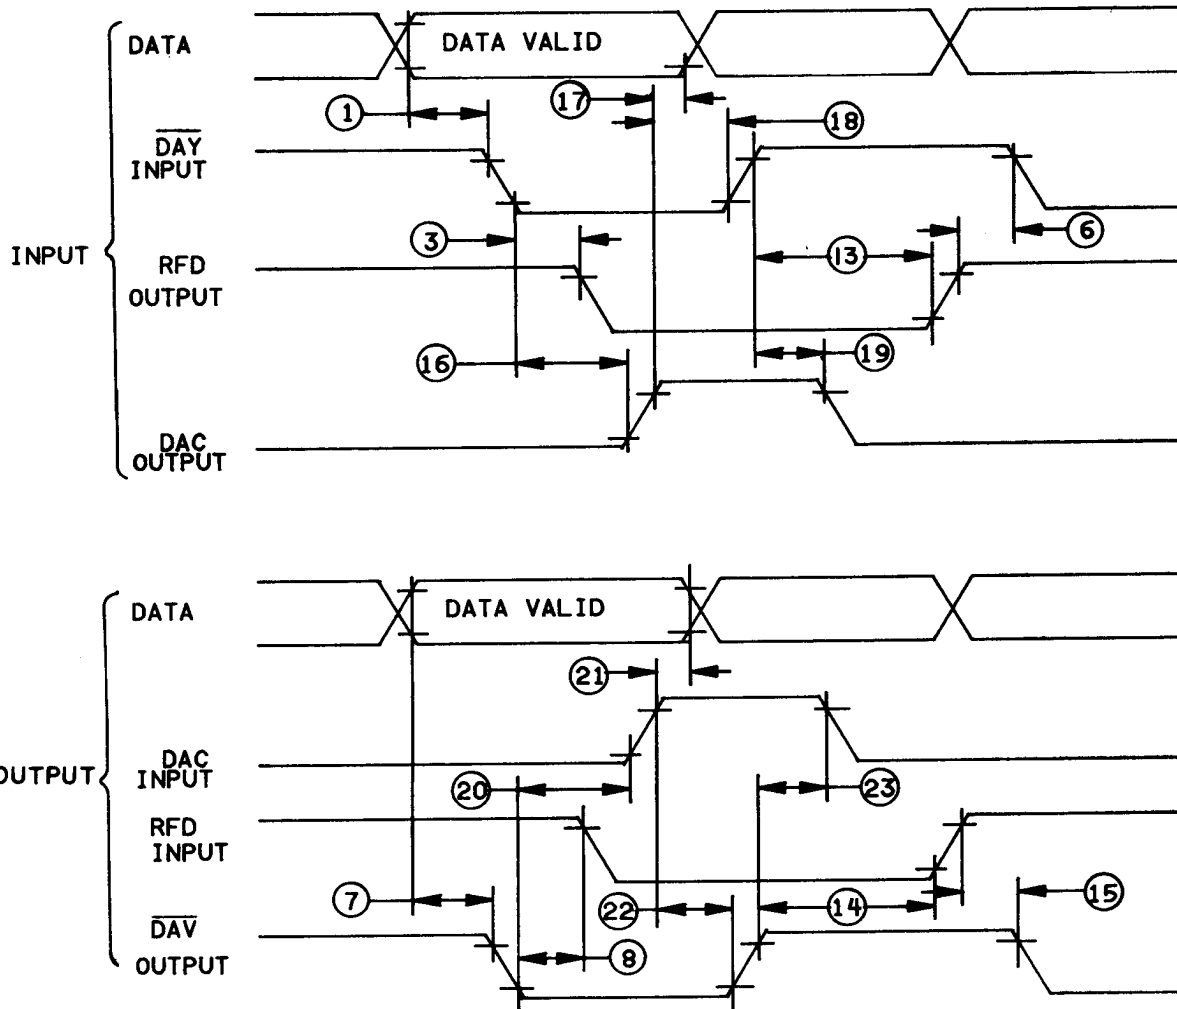 DATA
DATA VALID
17
1
18
DAY
INPUT
3
6
INPUT
RFD
OUTPUT
13
16
19
DAC
OUTPUT
DATA
DATA VALID
21
OUTPUT
DAC
INPUT
20
23
RFD
INPUT
7
22
14
15
DAV
OUTPUT
8